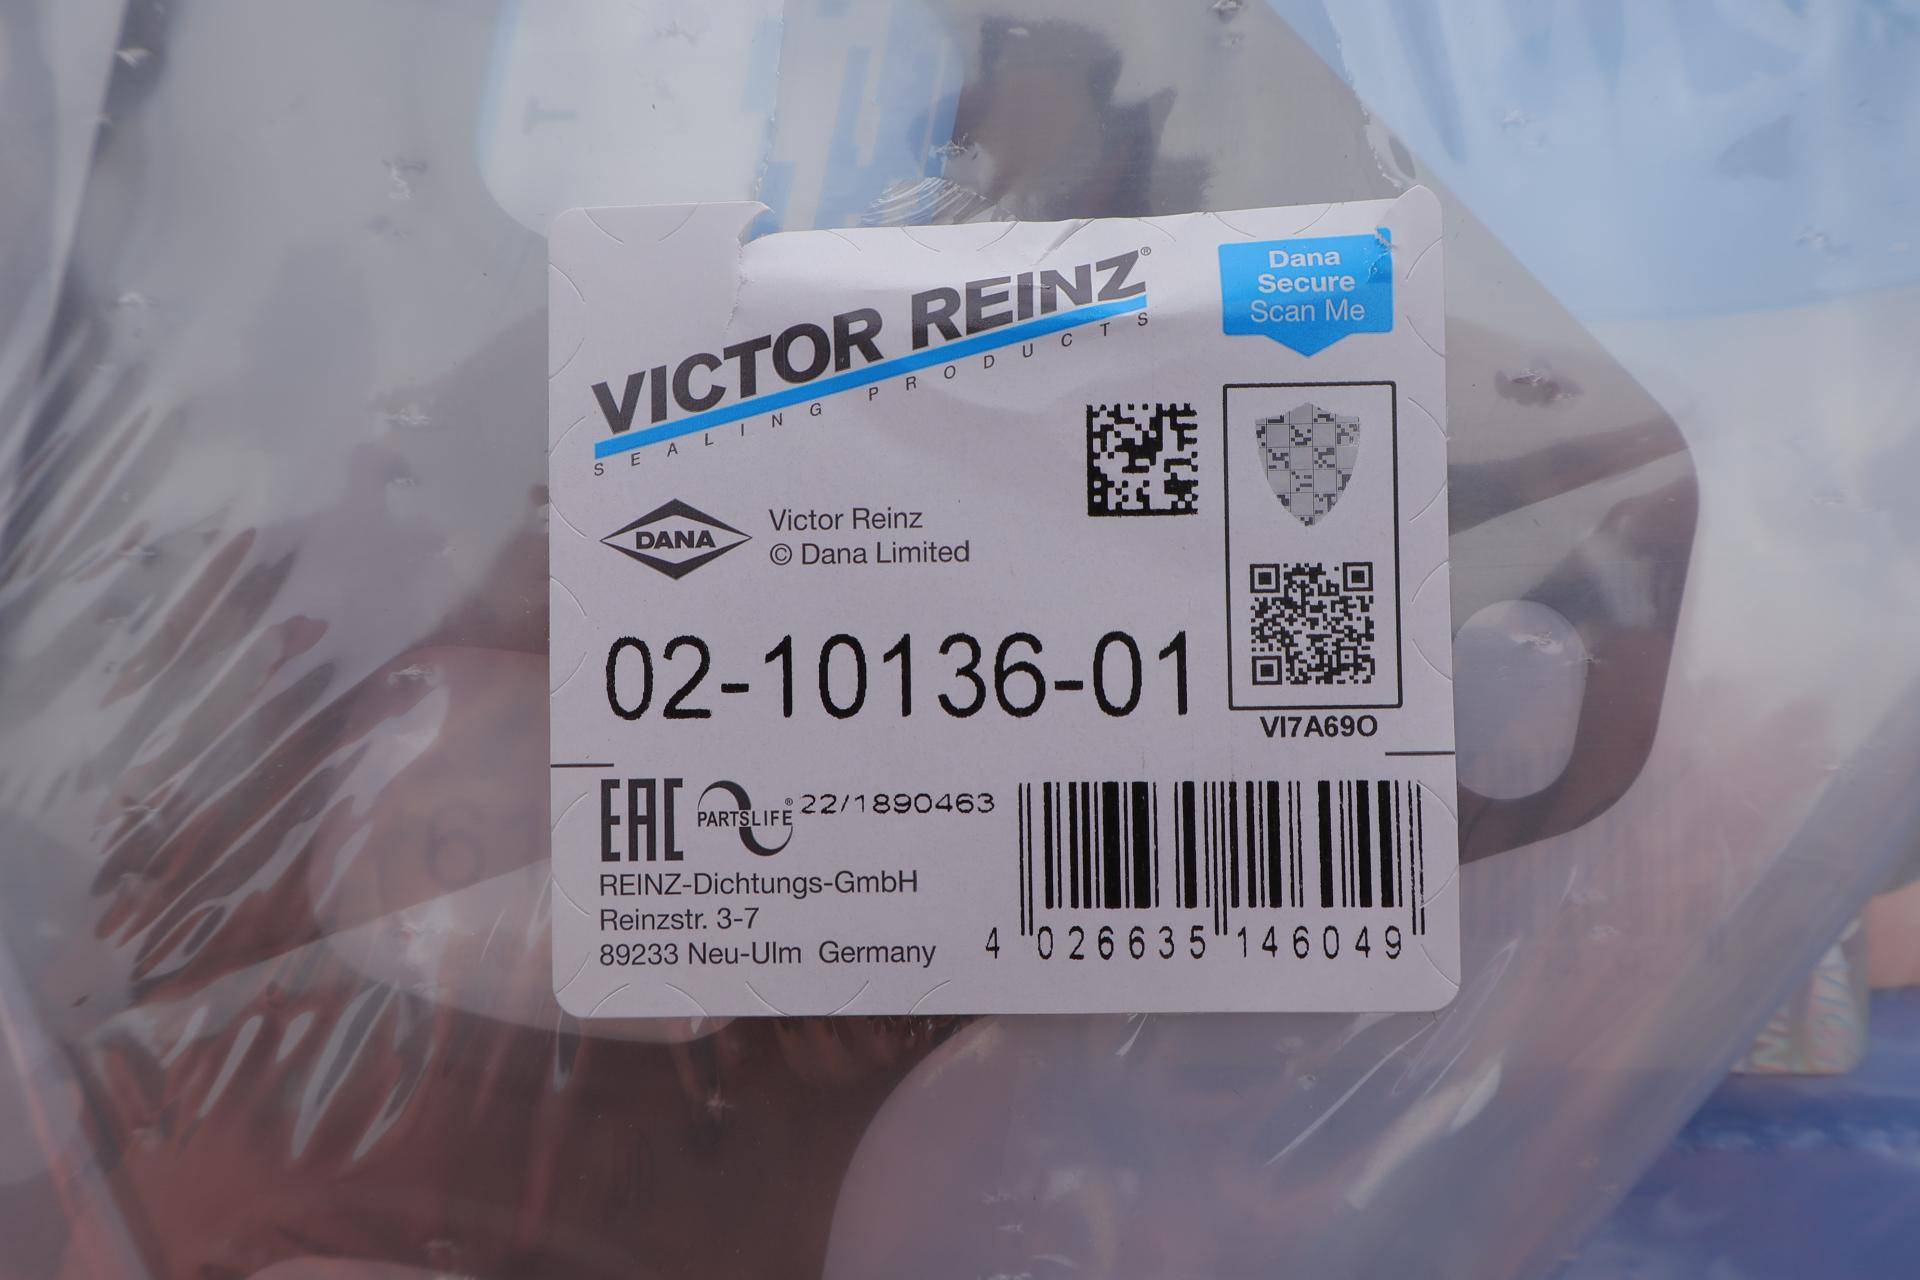 VICTOR REINZ®
SEALING PRODUCTS
Dana
Secure
Scan Me
DANA
Victor Reinz
© Dana Limited
02-10136-01
VI7A69O
EAC
PARTSLIFE®
22/1890463
REINZ-Dichtungs-GmbH
Reinzstr. 3-7
89233 Neu-Ulm Germany
4 026635 146049